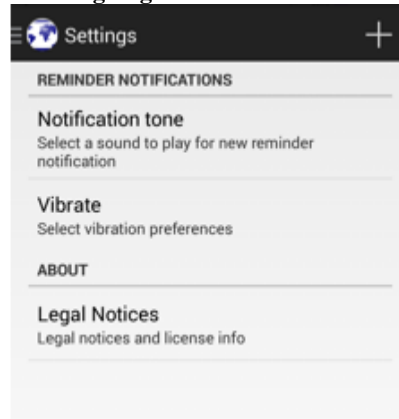 Settings
REMINDER NOTIFICATIONS
Notification tone
Select a sound to play for new reminder
notification
Vibrate
Select vibration preferences
ABOUT
Legal Notices
Legal notices and license info